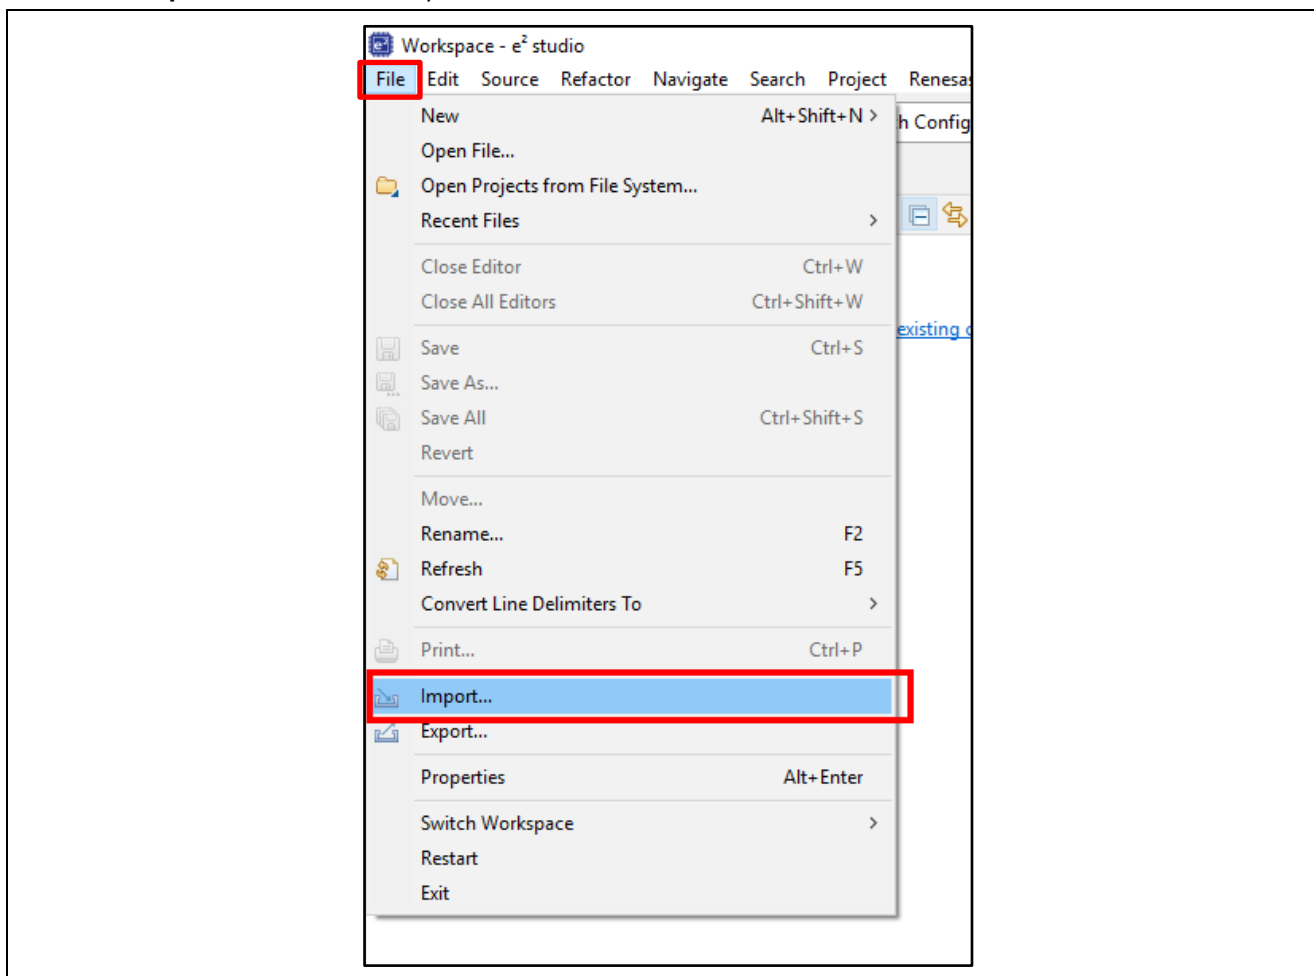 Workspace - e² studio
File Edit Source Refactor Navigate Search Project Renesas
New Alt+Shift+N >
h Config
Open File...
Open Projects from File System...
Recent Files >
Close Editor Ctrl+W
Close All Editors Ctrl+Shift+W
existing
Save Ctrl+S
Save As...
Save All Ctrl+Shift+S
Revert
Move...
Rename... F2
Refresh F5
Convert Line Delimiters To >
Print... Ctrl+P
Import...
Export...
Properties Alt+Enter
Switch Workspace >
Restart
Exit